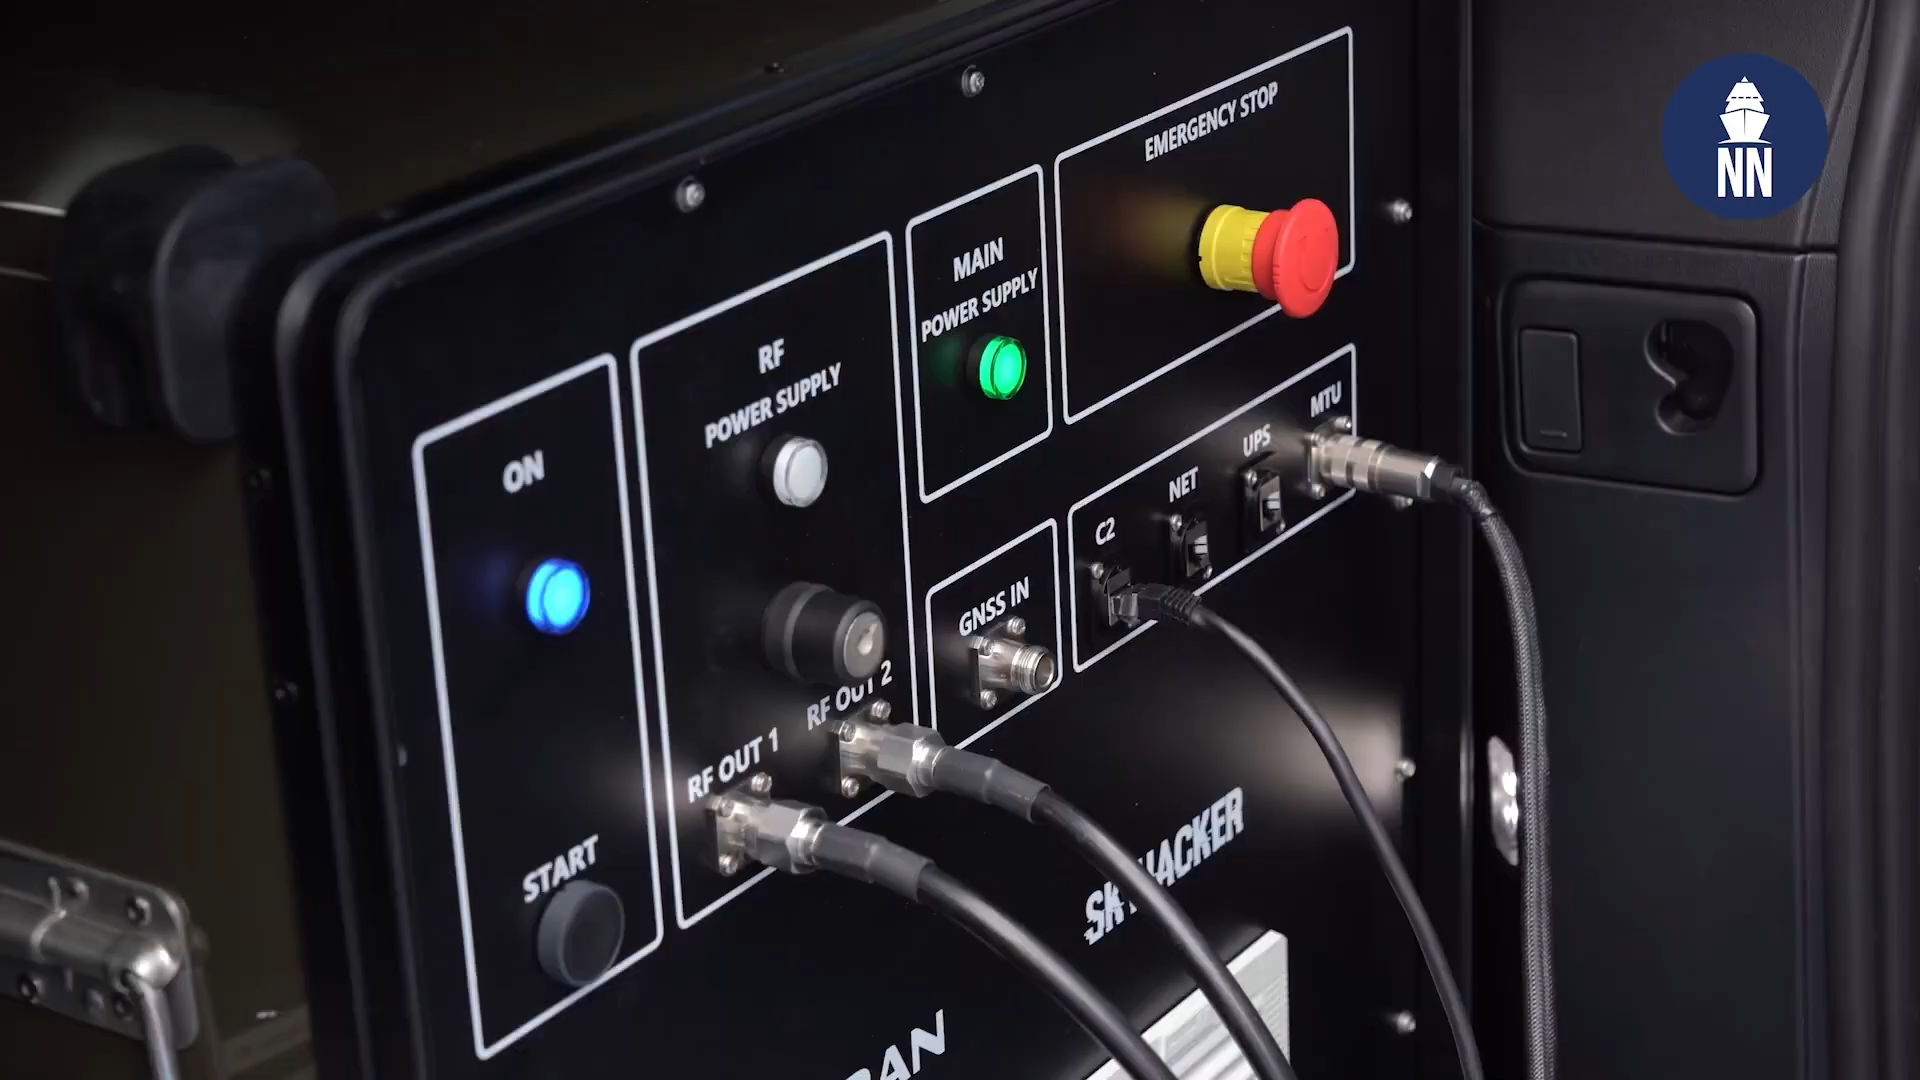 EMERGENCY STOP
NN
MAIN
POWER SUPPLY
RF
POWER SUPPLY
ON
MTU
UPS
NET
C2
GNSS IN
RF OUT 2
RF OUT 1
START